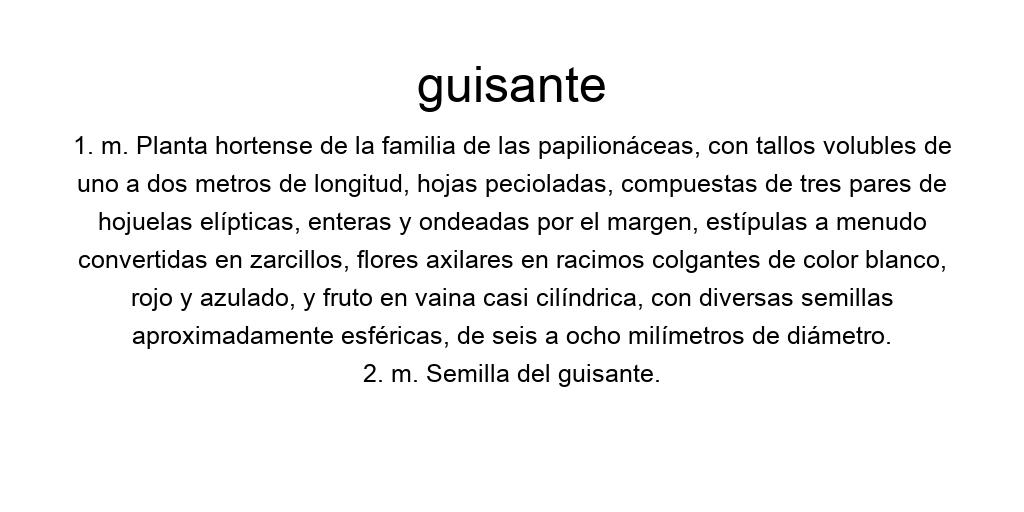 guisante
1. m. Planta hortense de la familia de las papilionáceas, con tallos volubles de
uno a dos metros de longitud, hojas pecioladas, compuestas de tres pares de
hojuelas elípticas, enteras y ondeadas por el margen, estípulas a menudo
convertidas en zarcillos, flores axilares en racimos colgantes de color blanco,
rojo y azulado, y fruto en vaina casi cilíndrica, con diversas semillas
aproximadamente esféricas, de seis a ocho milímetros de diámetro.
2. m. Semilla del guisante.